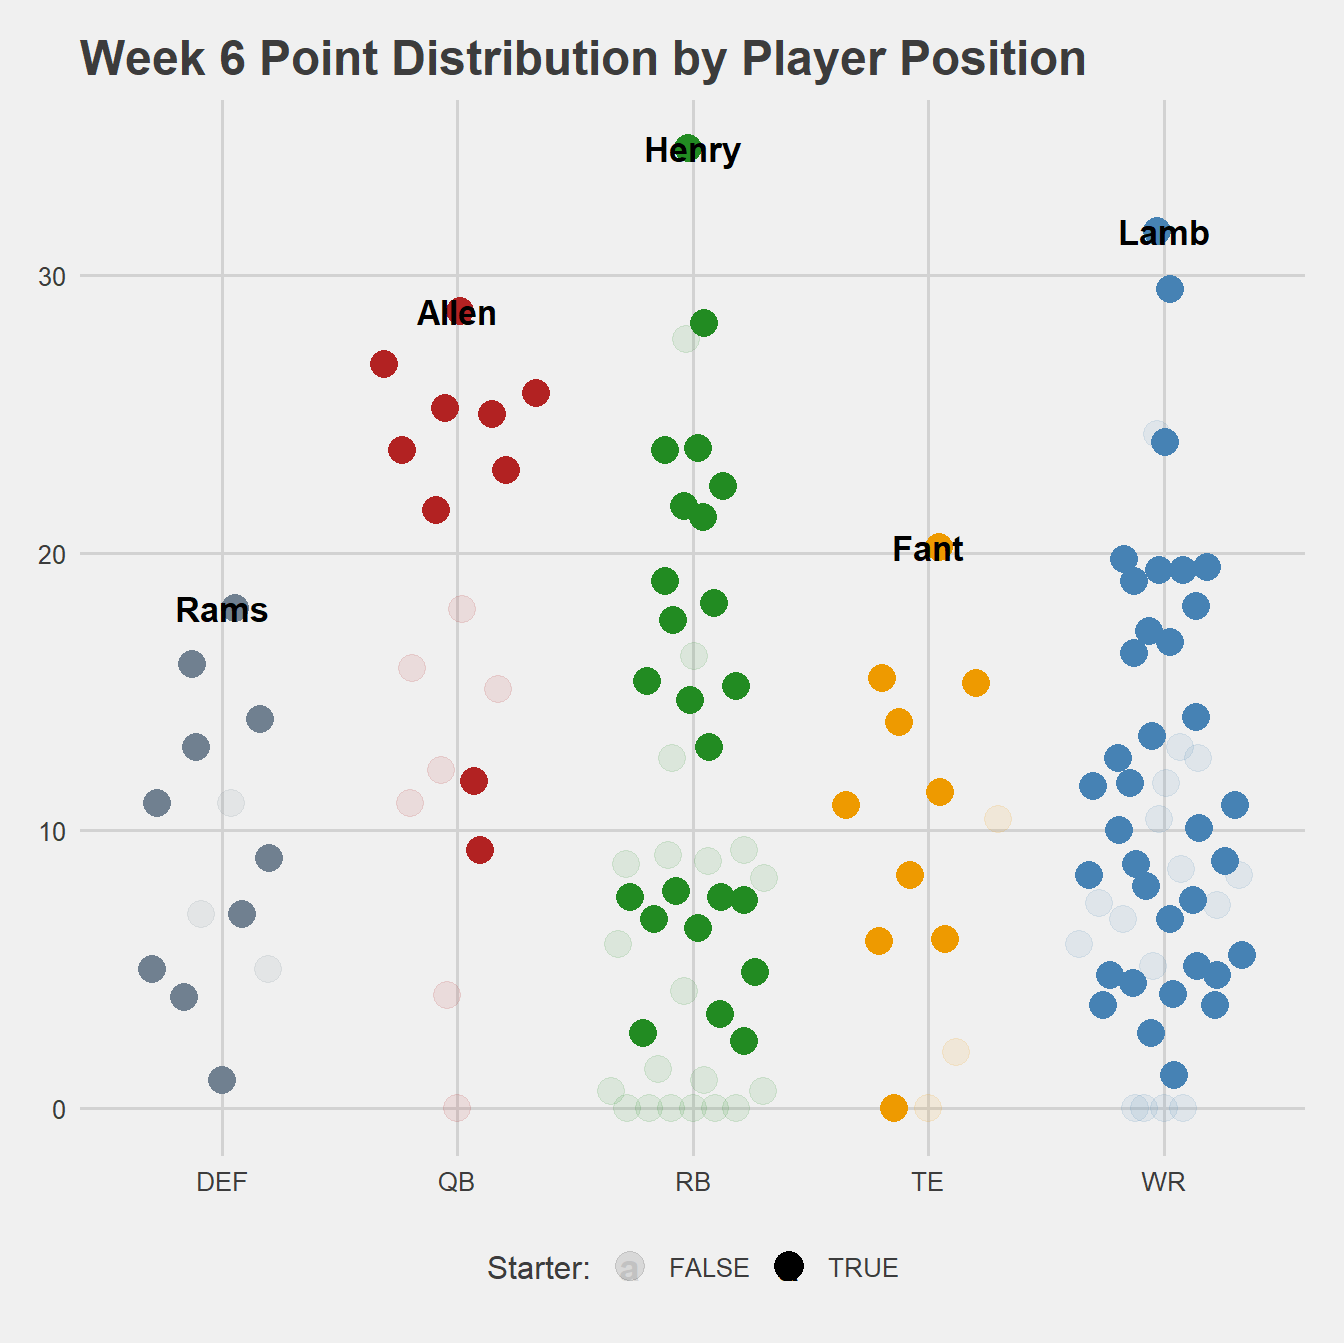 Week 6 Point Distribution by Player Position
Henry
Lamb
30
Allen
20
Fant
Rams
10
0
DEF QB RB TE WR
Starter: a FALSE a TRUE